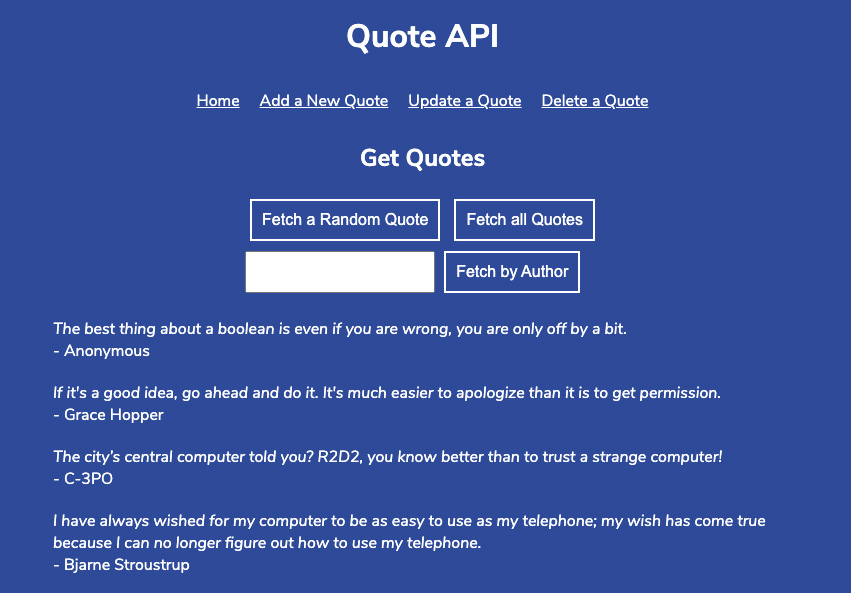 Quote API
Home Add a New Quote Update a Quote Delete a Quote
Get Quotes
Fetch a Random Quote Fetch all Quotes
Fetch by Author
The best thing about a boolean is even if you are wrong, you are only off by a bit.
- Anonymous
If it's a good idea, go ahead and do it. It's much easier to apologize than it is to get permission.
- Grace Hopper
The city's central computer told you? R2D2, you know better than to trust a strange computer!
- C-3PO
I have always wished for my computer to be as easy to use as my telephone; my wish has come true
because I can no longer figure out how to use my telephone.
- Bjarne Stroustrup